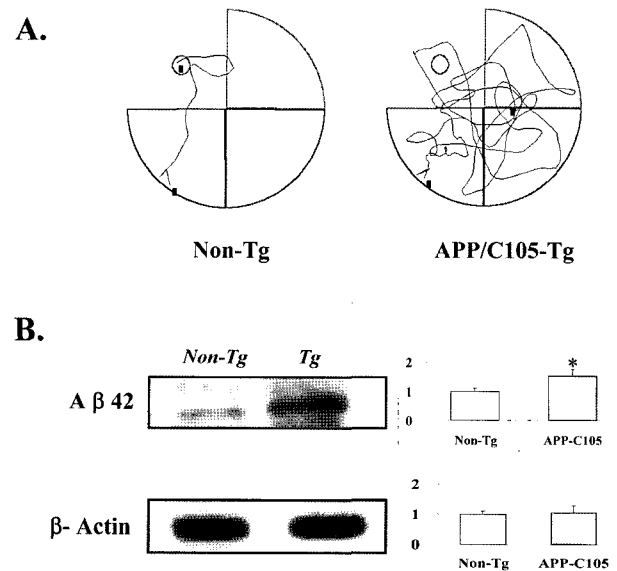 A.
Non-Tg APP/C105-Tg
B.
Non-Tg Tg
A β 42
2
*
1
0
Non-Tg APP-C105
β- Actin
2
1
0
Non-Tg APP-C105